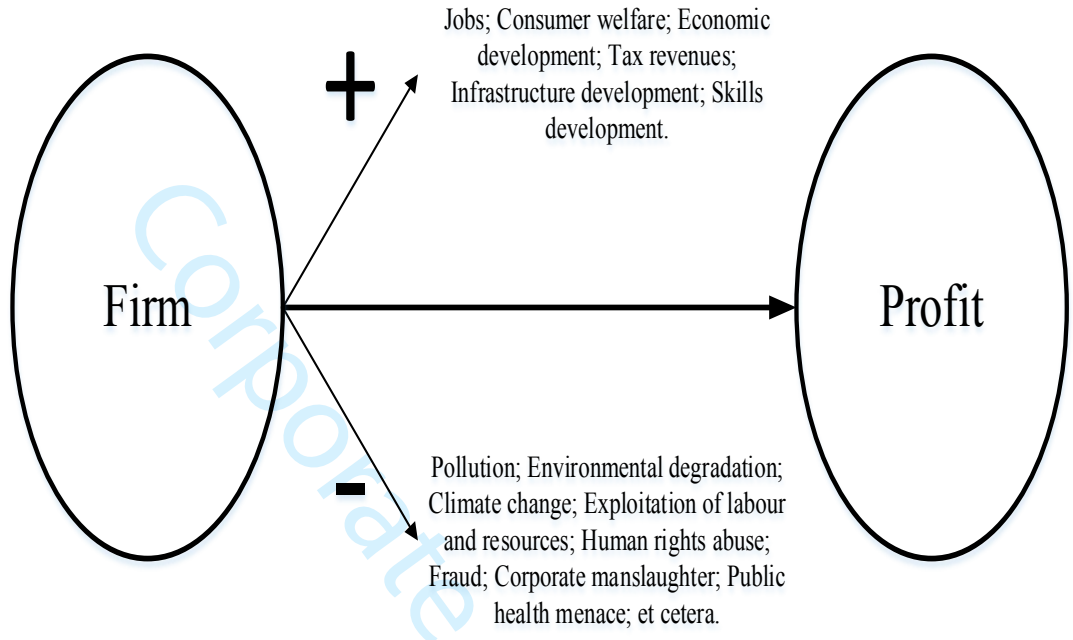 Jobs; Consumer welfare; Economic
development; Tax revenues;
Infrastructure development; Skills
development.
+
Firm
Profit
-
Pollution; Environmental degradation;
Climate change; Exploitation of labour
and resources; Human rights abuse;
Fraud; Corporate manslaughter; Public
health menace; et cetera.
Corporate